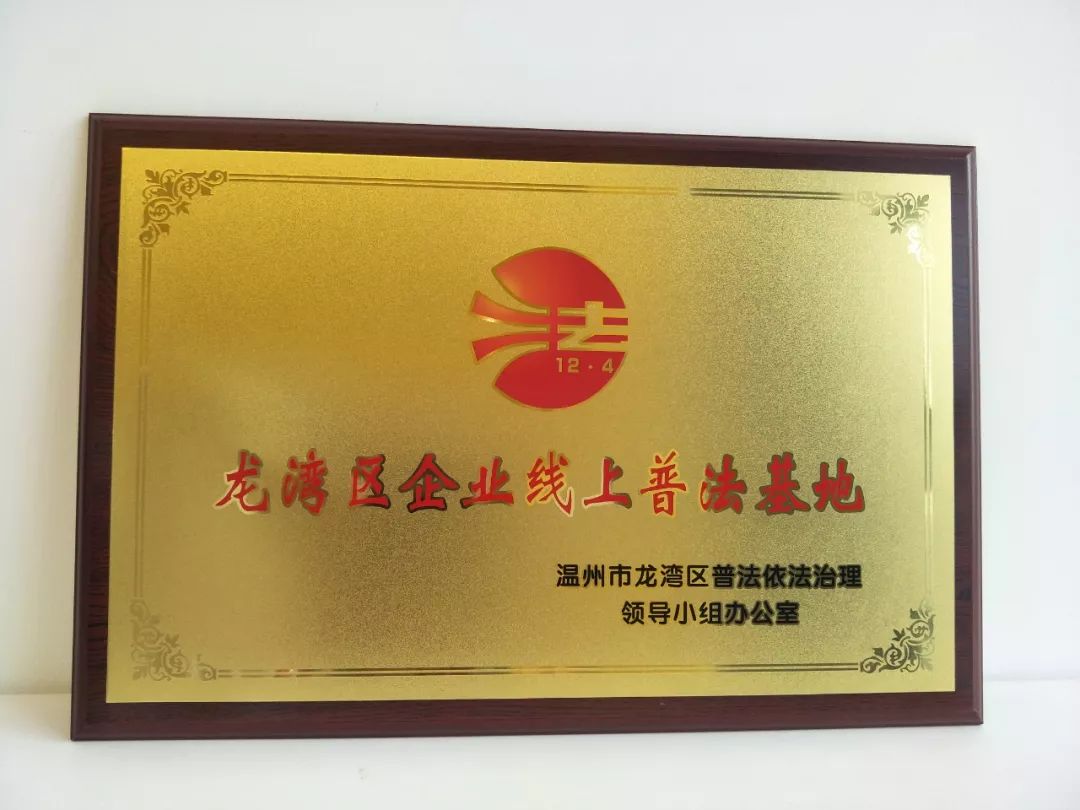 法
12·4
龙湾区企业线上普法基地
温州市龙湾区普法依法治理
领导小组办公室